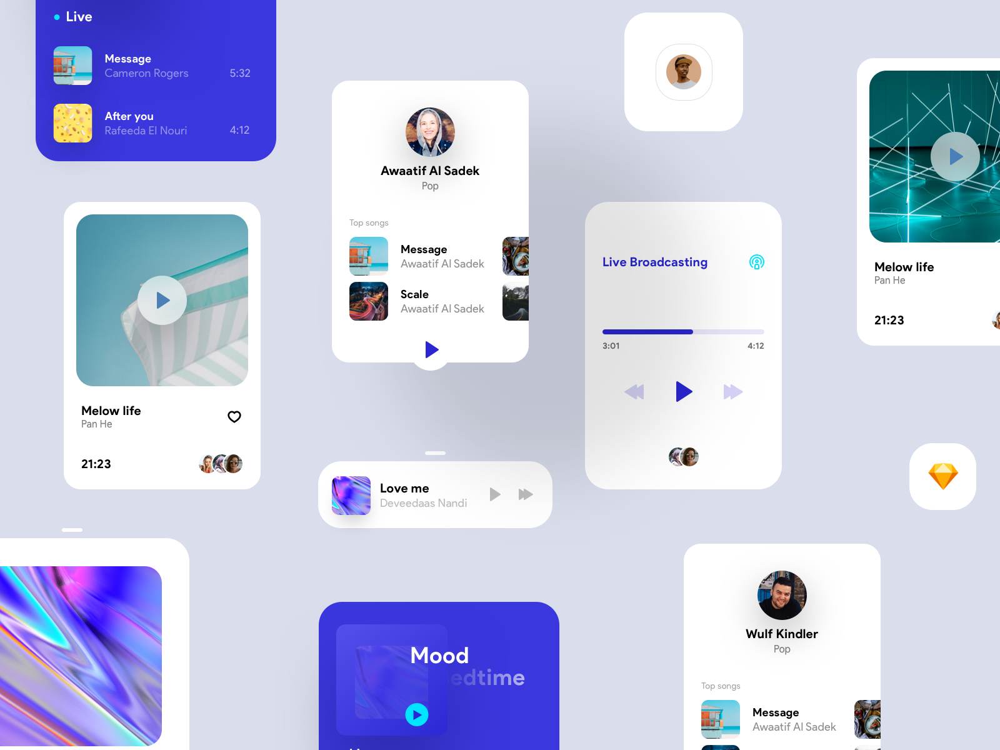 Live
Message
Cameron Rogers
5:32
After you
Rafeeda El Nouri
4:12
Awaatif Al Sadek
Pop
Top songs
Message
Awaatif Al Sadek
Scale
Awaatif Al Sadek
Live Broadcasting
3:01
4:12
Melow life
Pan He
21:23
Melow life
Pan He
21:23
Love me
Deveedaas Nandi
Mood
edtime
Wulf Kindler
Pop
Top songs
Message
Awaatif Al Sadek